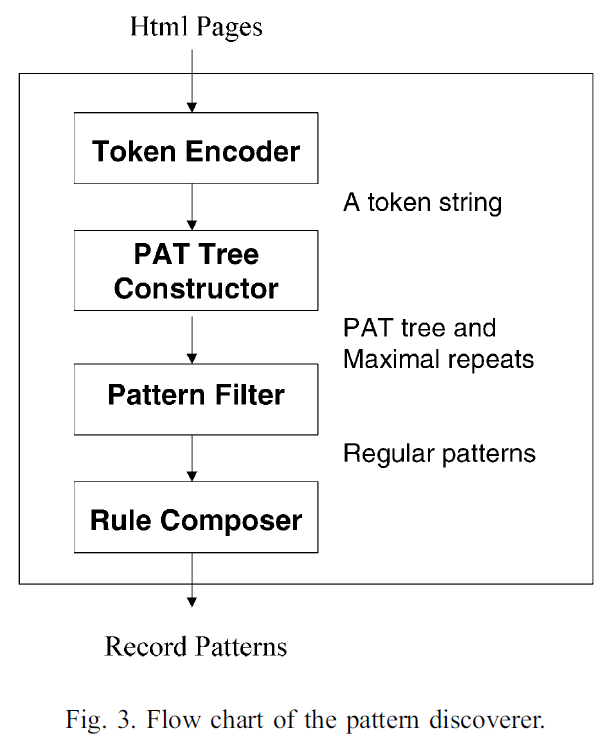 Html Pages
Token Encoder
A token string
PAT Tree
Constructor
PAT tree and
Maximal repeats
Pattern Filter
Regular patterns
Rule Composer
Record Patterns
Fig. 3. Flow chart of the pattern discoverer.